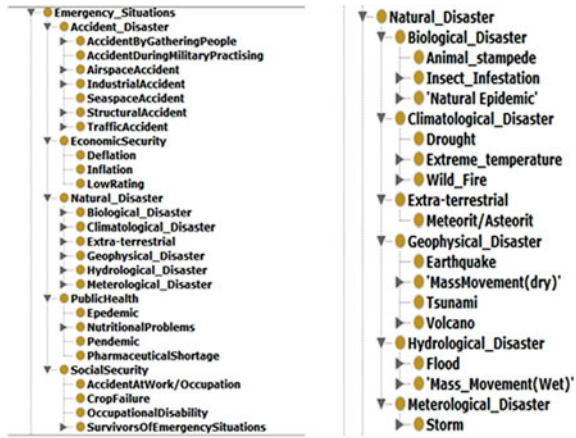 Emergency_Situations
Accident_Disaster
AccidentByGatheringPeople
AccidentDuringMilitaryPractising
AirspaceAccident
IndustrialAccident
SeaspaceAccident
StructuralAccident
TrafficAccident
EconomicSecurity
Deflation
Inflation
LowRating
Natural_Disaster
Biological_Disaster
Climatological_Disaster
Extra-terrestrial
Geophysical_Disaster
Hydrological_Disaster
Meterological_Disaster
PublicHealth
Epedemic
NutritionalProblems
Pendemic
PharmaceuticalShortage
SocialSecurity
AccidentAtWork/Occupation
CropFailure
OccupationalDisability
SurvivorsOfEmergencySituations
Natural_Disaster
Biological_Disaster
Animal_stampede
Insect_Infestation
'Natural Epidemic'
Climatological_Disaster
Drought
Extreme_temperature
Wild_Fire
Extra-terrestrial
Meteorit/Asteorit
Geophysical_Disaster
Earthquake
'MassMovement(dry)'
Tsunami
Volcano
Hydrological_Disaster
Flood
'Mass_Movement(Wet)'
Meterological_Disaster
Storm